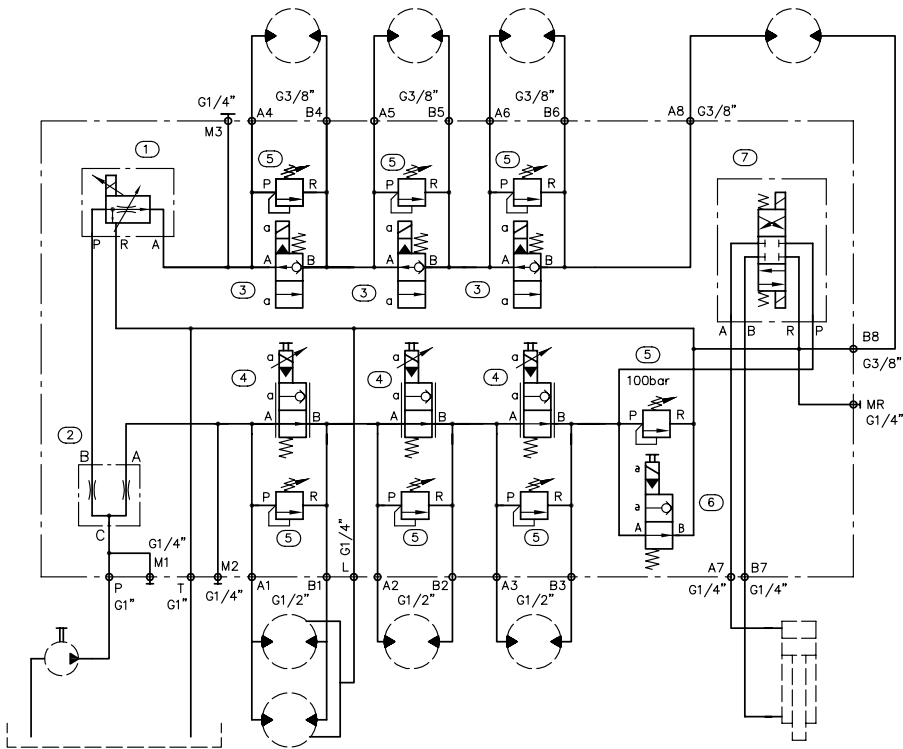 G3/8" G3/8" G3/8"
G1/4" A4 B4 A5 B5 A6 B6 A8 G3/8"
M3
1 5 5 5 7
P R P R P R
a a a
P R A A B A B A B
3 3 3
a a a
A B R P
B8
G3/8"
a a a 5
4 4 4 100bar
a a a
MR
G1/4"
A B A B A B P R
2
B A
a
P R P R P R
a 6
C 5 5 5 A B
G1/4" G1/4"
M1 M2 L A7 B7
P T G1/4" A1 B1 A2 B2 A3 B3 G1/4" G1/4"
G1" G1" G1/2" G1/2" G1/2"